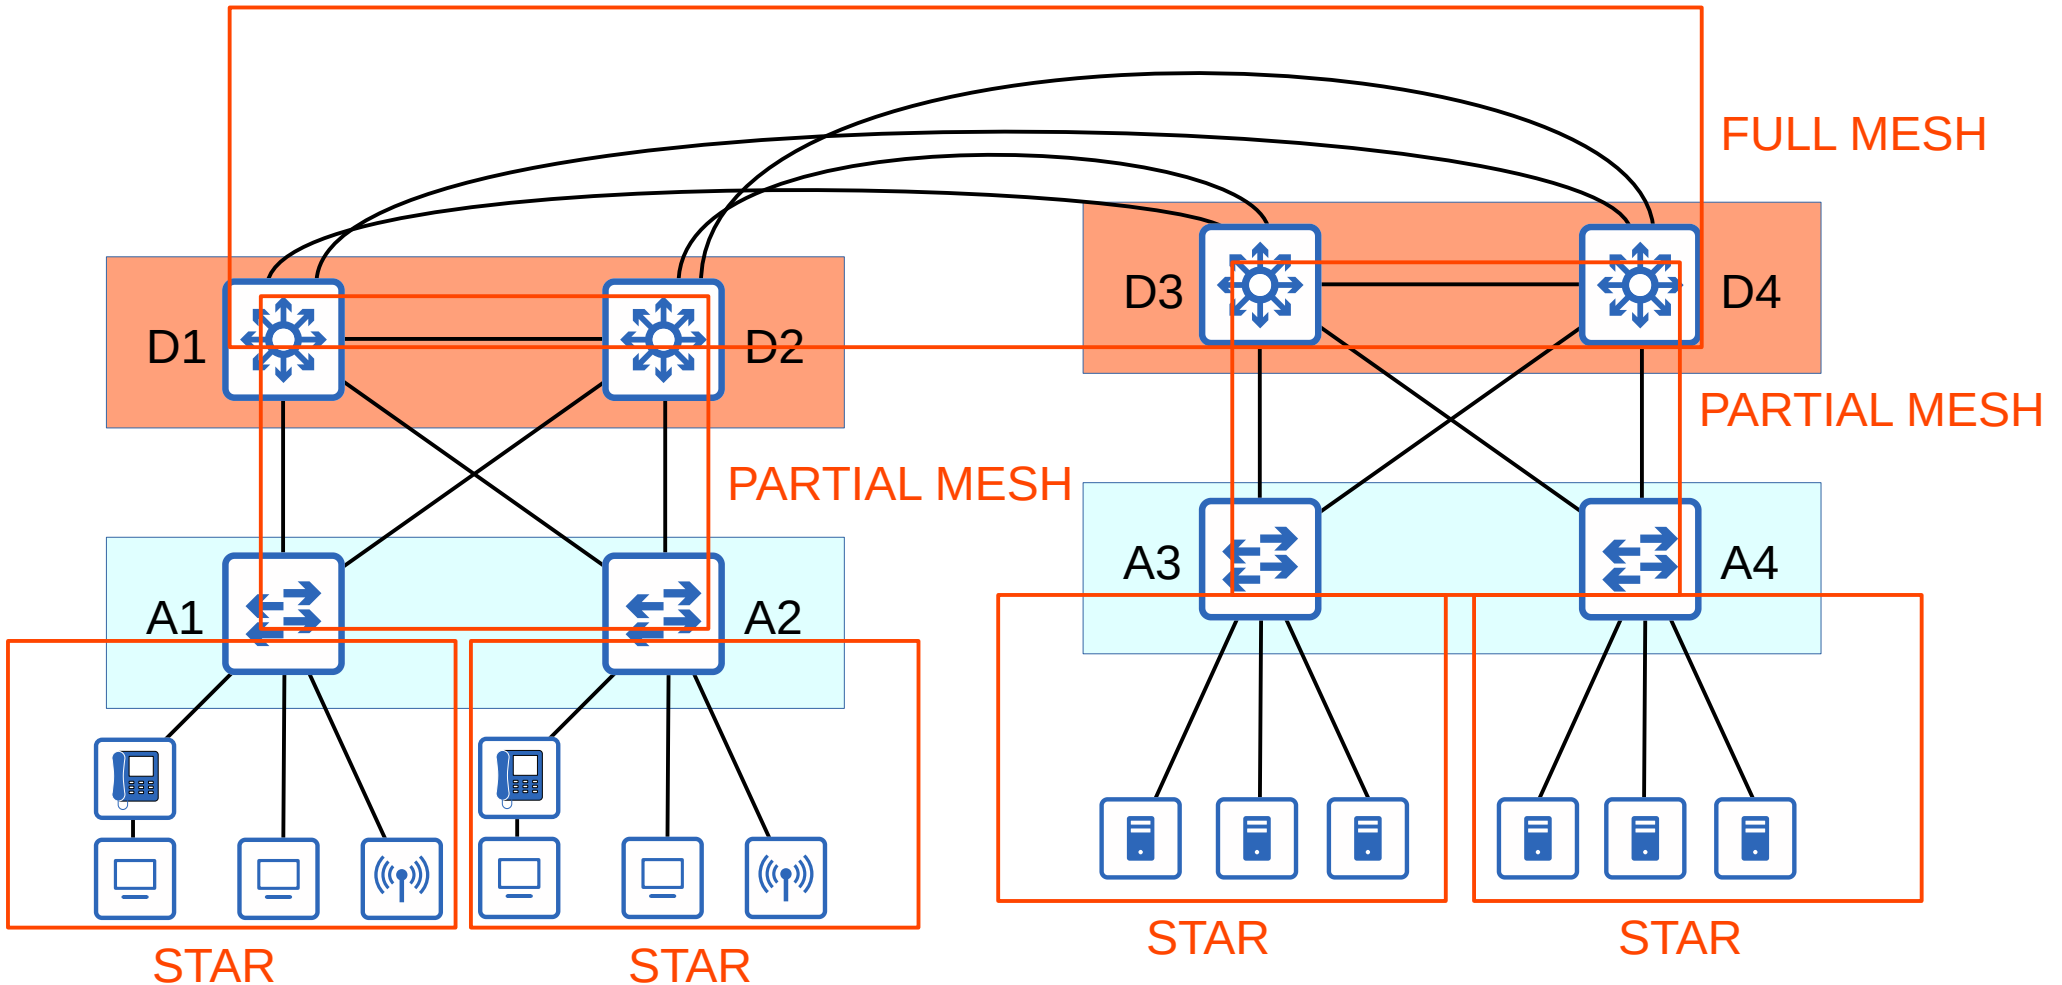 FULL MESH
D3
D4
D1
D2
PARTIAL MESH
PARTIAL MESH
A3
A4
A1
A2
STAR
STAR
STAR
STAR